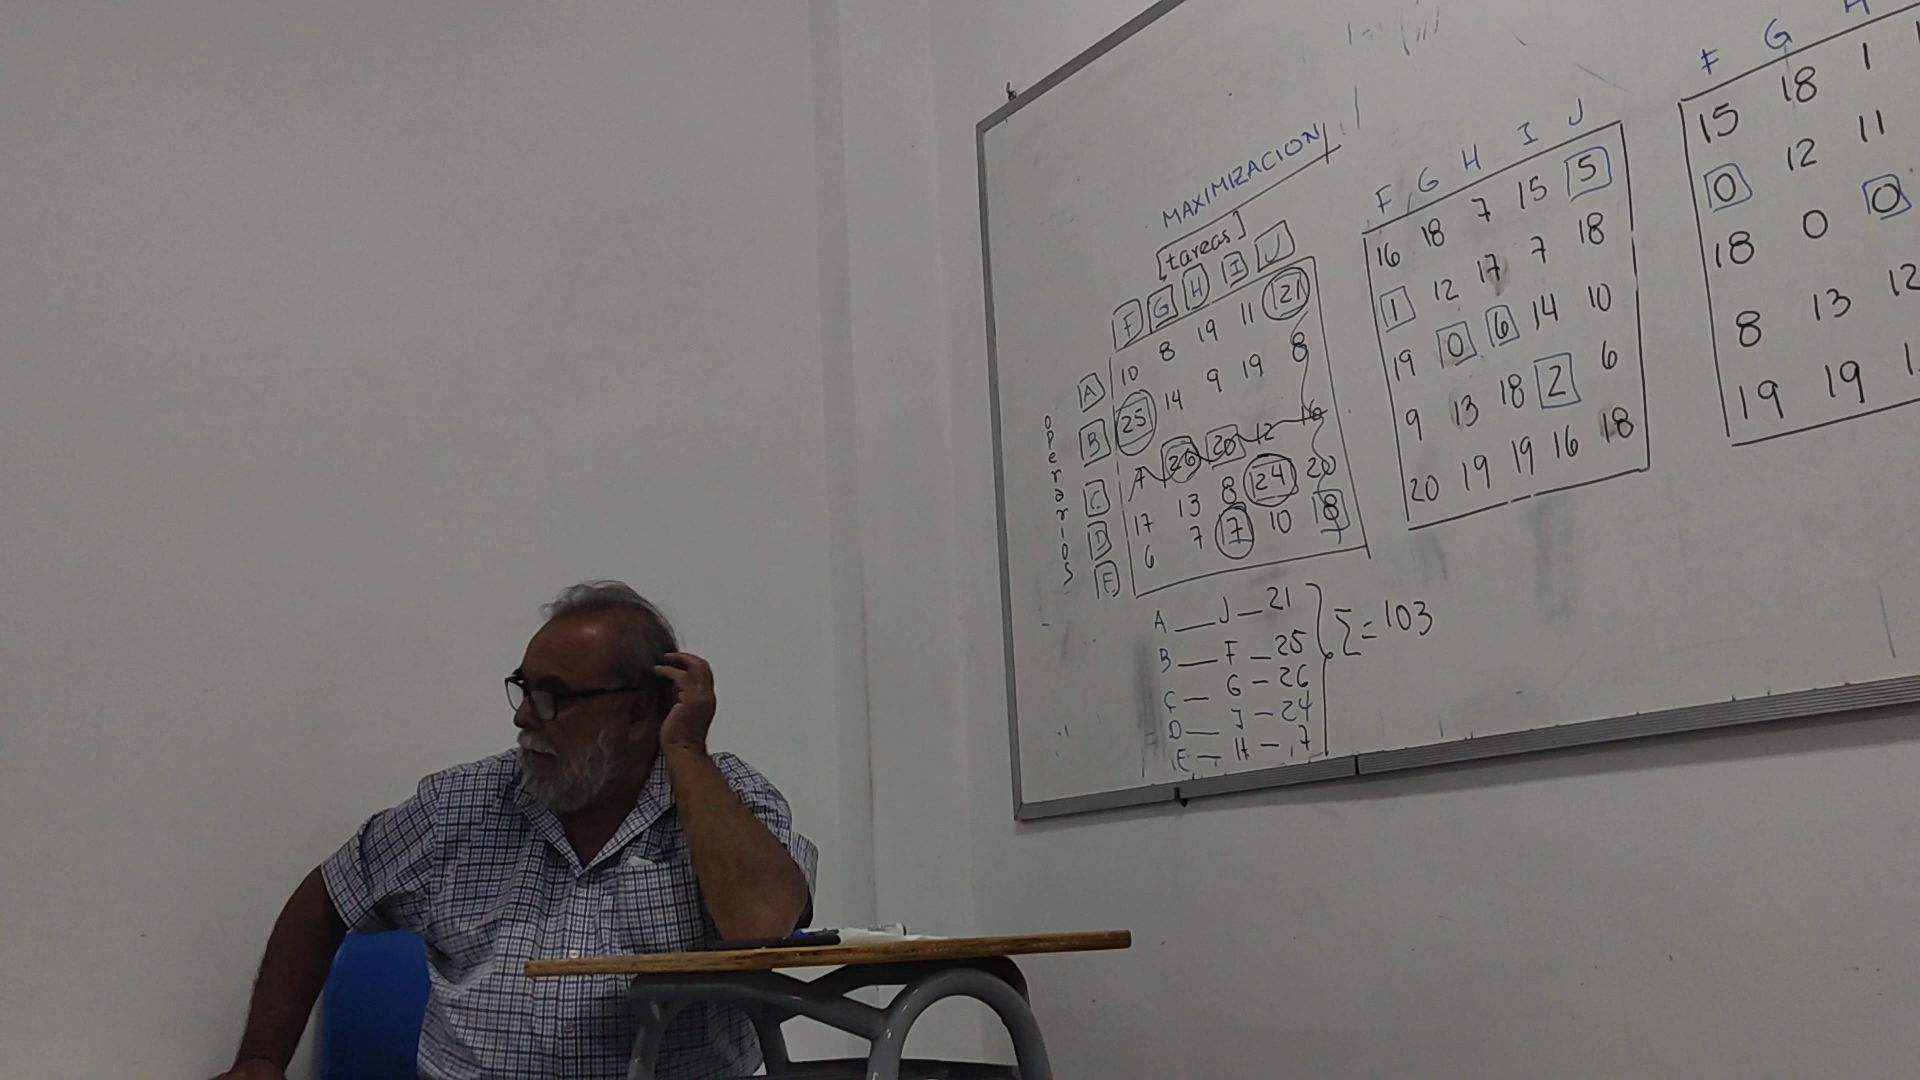 MAXIMIZACION
[tareas]
F G H I J
operarios
A 10 8 19 11 21
B 25 14 9 19 8
C 7 26 20 12 16
D 17 13 8 24 20
E 6 7 7 10 18
A — J — 21
B — F — 25
C — G — 26
D — I — 24
E — H — 7
Σ = 103
F G H I J
16 18 7 15 5
1 12 17 7 18
19 0 6 14 10
9 13 18 2 6
20 19 19 16 18
F G H
15 18 1
0 12 11
18 0 0
8 13 12
19 19